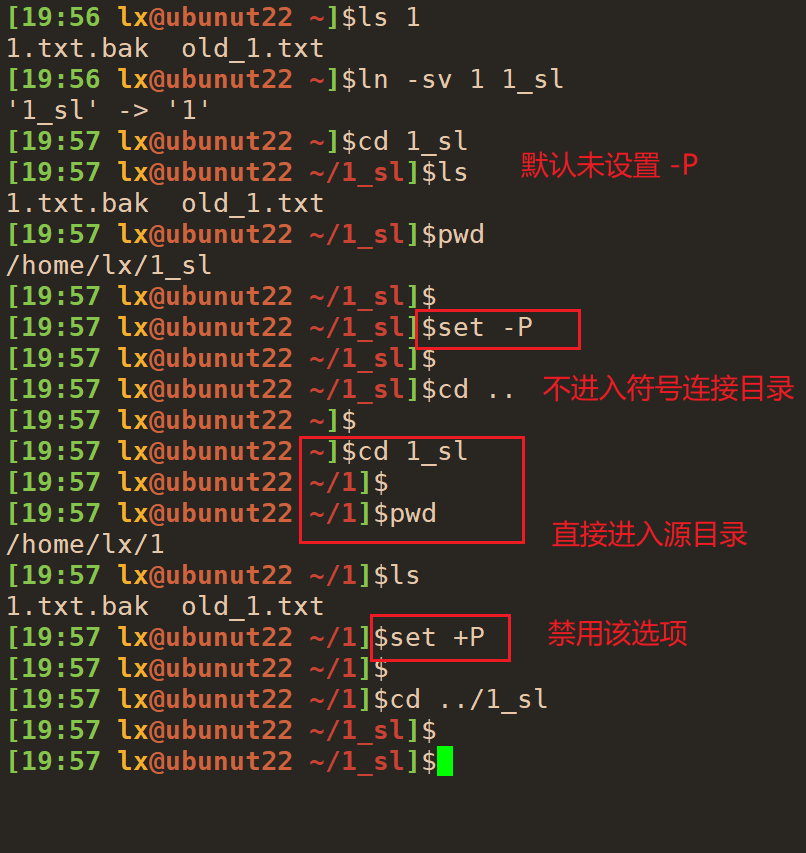 [19:56 lx@ubunut22 ~]$ls 1
1.txt.bak  old_1.txt
[19:56 lx@ubunut22 ~]$ln -sv 1 1_sl
'1_sl' -> '1'
[19:57 lx@ubunut22 ~]$cd 1_sl
默认未设置 -P
[19:57 lx@ubunut22 ~/1_sl]$ls
1.txt.bak  old_1.txt
[19:57 lx@ubunut22 ~/1_sl]$pwd
/home/lx/1_sl
[19:57 lx@ubunut22 ~/1_sl]$
[19:57 lx@ubunut22 ~/1_sl]$set -P
[19:57 lx@ubunut22 ~/1_sl]$
[19:57 lx@ubunut22 ~/1_sl]$cd .. 不进入符号连接目录
[19:57 lx@ubunut22 ~]$
[19:57 lx@ubunut22 ~]$cd 1_sl
[19:57 lx@ubunut22 ~/1]$
[19:57 lx@ubunut22 ~/1]$pwd
直接进入源目录
/home/lx/1
[19:57 lx@ubunut22 ~/1]$ls
1.txt.bak  old_1.txt
[19:57 lx@ubunut22 ~/1]$set +P 禁用该选项
[19:57 lx@ubunut22 ~/1]$
[19:57 lx@ubunut22 ~/1]$cd ../1_sl
[19:57 lx@ubunut22 ~/1_sl]$
[19:57 lx@ubunut22 ~/1_sl]$